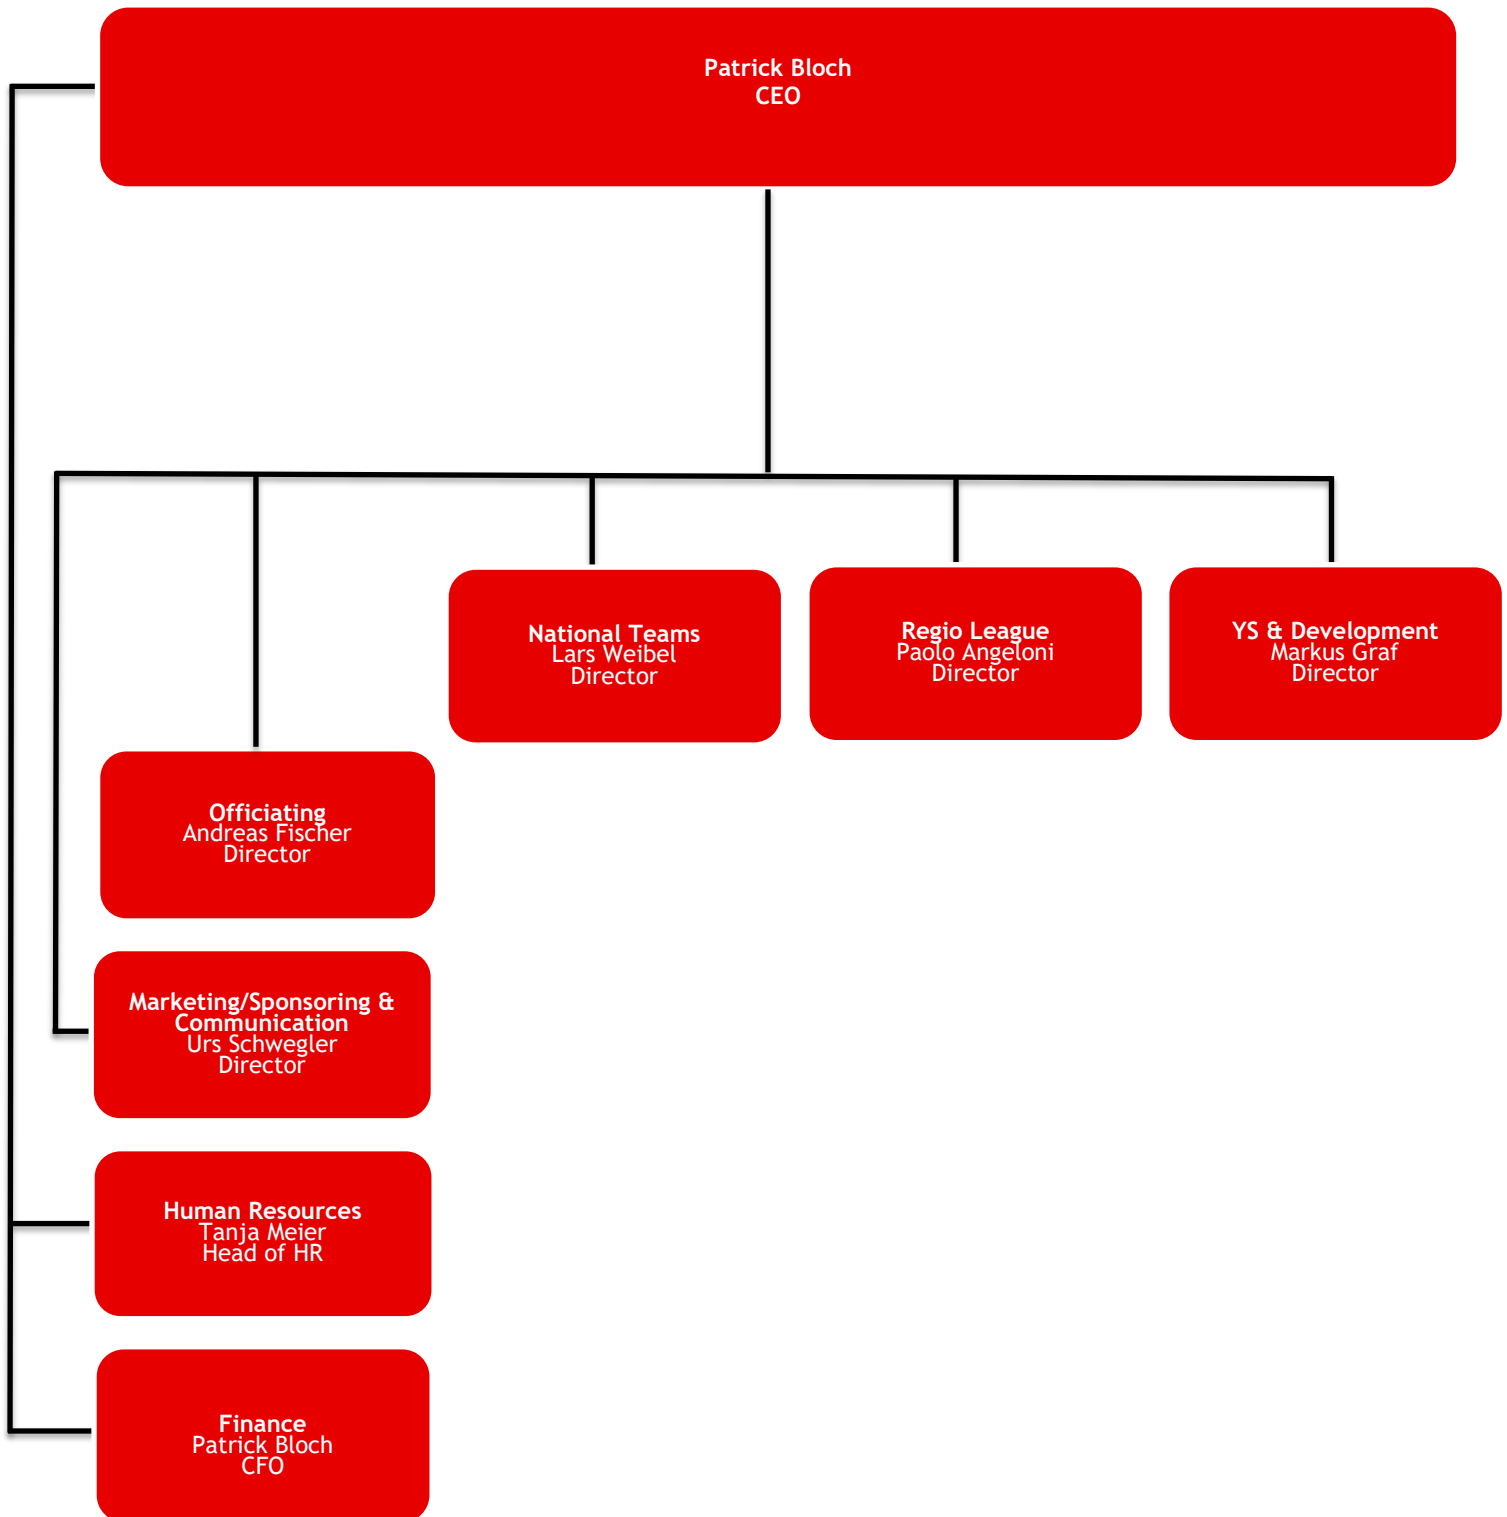 Patrick Bloch
CEO
National Teams
Lars Weibel
Director
Regio League
Paolo Angeloni
Director
YS & Development
Markus Graf
Director
Officiating
Andreas Fischer
Director
Marketing/Sponsoring &
Communication
Urs Schwegler
Director
Human Resources
Tanja Meier
Head of HR
Finance
Patrick Bloch
CFO